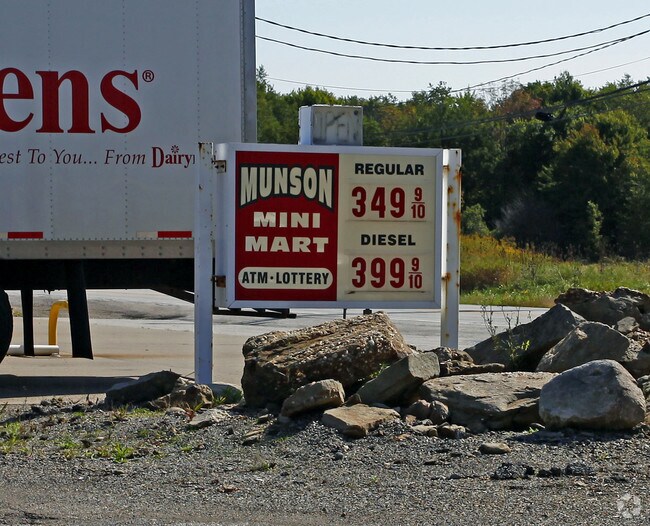 ens®
est To You... From Dairy
MUNSON
MINI
MART
ATM-LOTTERY
REGULAR
349 9/10
DIESEL
399 9/10